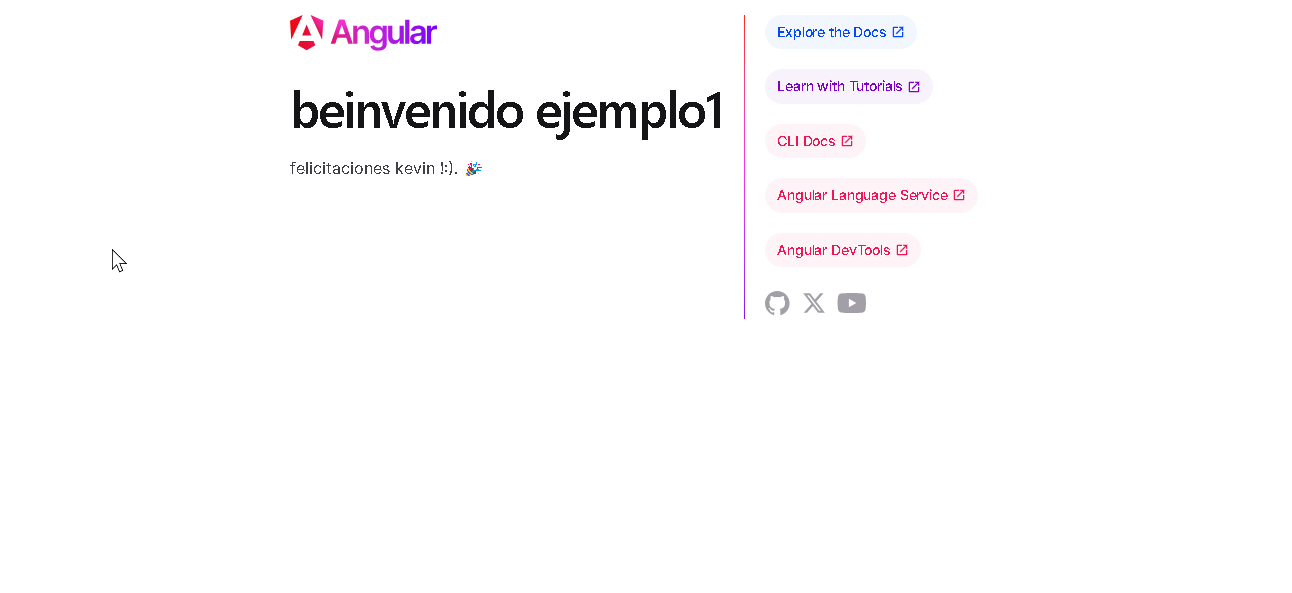 Angular
beinvenido ejemplo1
felicitaciones kevin !:). 🎉
Explore the Docs
Learn with Tutorials
CLI Docs
Angular Language Service
Angular DevTools